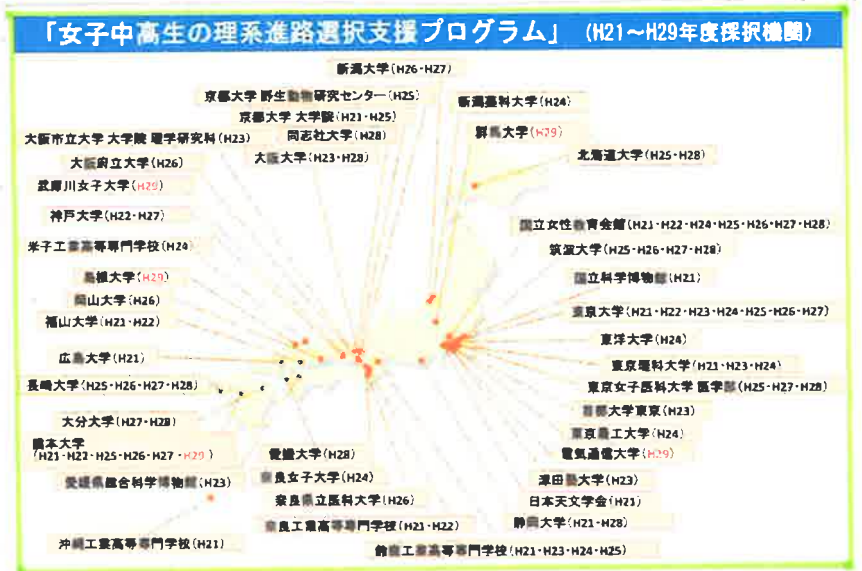 「女子中高生の理系進路選択支援プログラム」 (H21～H29年度採択機関)
新潟大学(H26-H27)
京都大学 野生動物研究センター(H25)
新潟薬科大学(H24)
京都大学 大学院(H21-H25)
群馬大学(H29)
大阪市立大学 大学院 理学研究科(H23)
同志社大学(H28)
大阪大学(H23-H28)
北海道大学(H25-H28)
大阪府立大学(H26)
武庫川女子大学(H29)
神戸大学(H22-H27)
国立女性教育会館(H21-H22-H24-H25-H26-H27-H28)
米子工業高等専門学校(H24)
筑波大学(H25-H26-H27-H28)
島根大学(H29)
国立科学博物館(H21)
岡山大学(H26)
東京大学(H21-H22-H23-H24-H25-H26-H27)
福山大学(H21-H22)
東洋大学(H24)
広島大学(H21)
東京理科大学(H21-H23-H24)
長崎大学(H25-H26-H27-H28)
東京女子医科大学 医学部(H25-H27-H28)
首都大学東京(H23)
大分大学(H27-H28)
東京農工大学(H24)
熊本大学
(H21-H22-H25-H26-H27-H29)
愛媛大学(H28)
電気通信大学(H29)
愛媛県総合科学博物館(H23)
奈良女子大学(H24)
津田塾大学(H23)
奈良県立医科大学(H26)
日本天文学会(H21)
奈良工業高等専門学校(H21-H22)
静岡大学(H21-H28)
沖縄工業高等専門学校(H21)
鈴鹿工業高等専門学校(H21-H23-H24-H25)